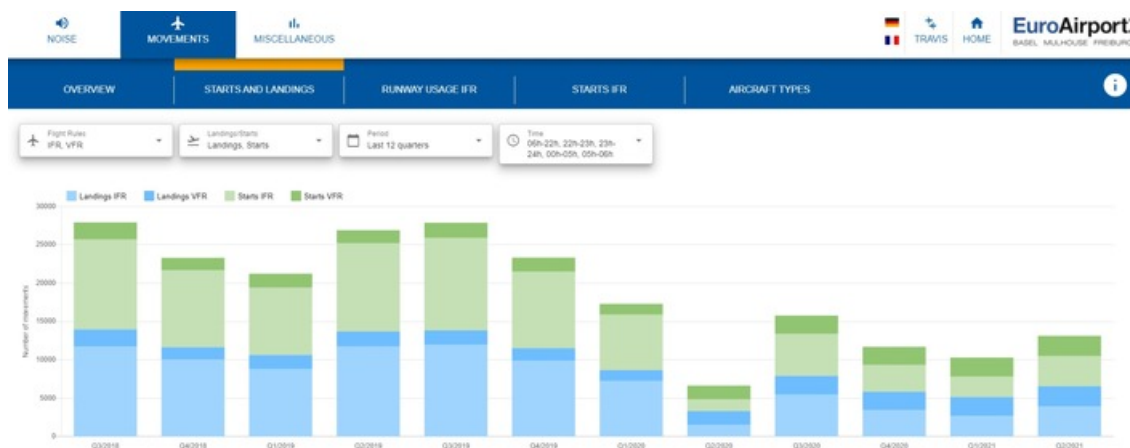 NOISE
MOVEMENTS
MISCELLANEOUS
TRAVIS
HOME
EuroAirport
BASEL MULHOUSE FREIBURG
OVERVIEW
STARTS AND LANDINGS
RUNWAY USAGE IFR
STARTS IFR
AIRCRAFT TYPES
i
Flight Rules
IFR, VFR
Landings/Starts
Landings, Starts
Period
Last 12 quarters
Time
06h-22h, 22h-23h, 23h-
24h, 00h-05h, 05h-06h
Landings IFR Landings VFR Starts IFR Starts VFR
Number of movements
30000
25000
20000
15000
10000
5000
0
Q3/2018 Q4/2018 Q1/2019 Q2/2019 Q3/2019 Q4/2019 Q1/2020 Q2/2020 Q3/2020 Q4/2020 Q1/2021 Q2/2021